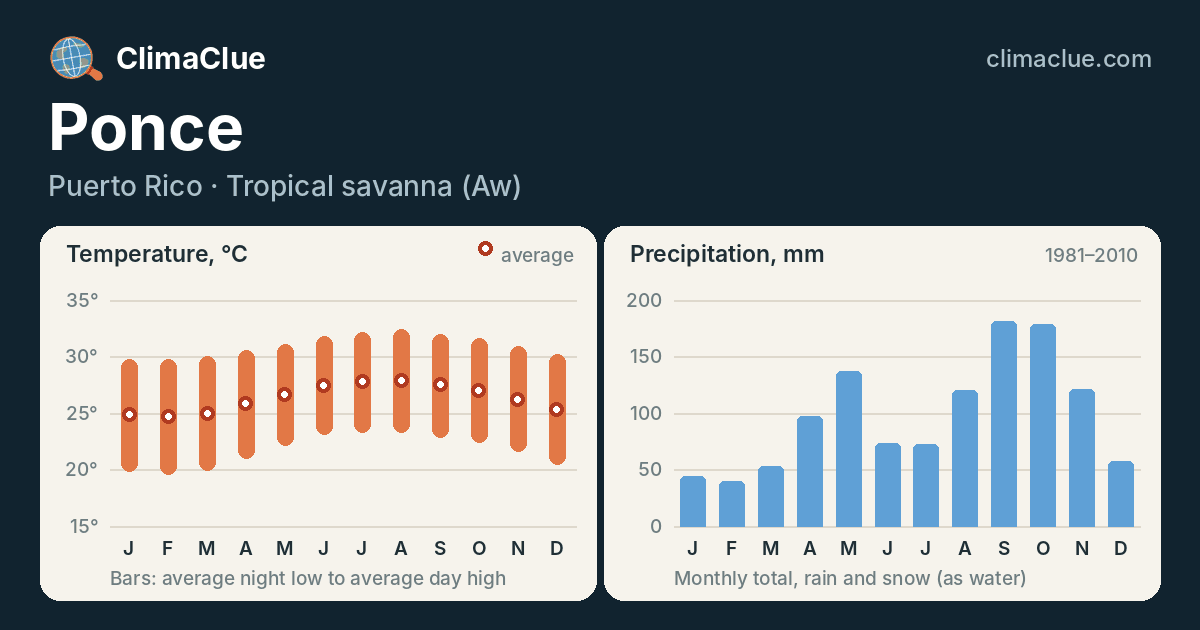 ClimaClue
climaclue.com
Ponce
Puerto Rico · Tropical savanna (Aw)
Temperature, °C
average
35°
30°
25°
20°
15°
J F M A M J J A S O N D
Bars: average night low to average day high
Precipitation, mm
1981–2010
200
150
100
50
0
J F M A M J J A S O N D
Monthly total, rain and snow (as water)